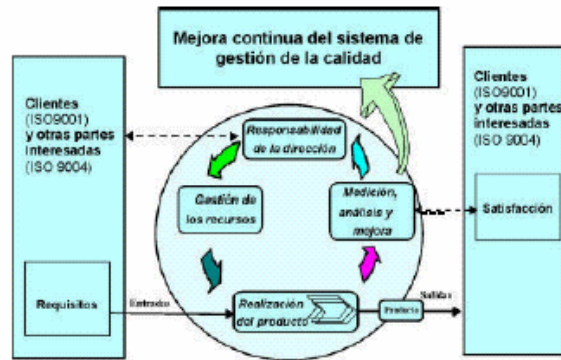 Mejora continua del sistema de
gestión de la calidad
Clientes
(ISO9001)
y otras partes
interesadas
(ISO 9004)
Responsabilidad
de la dirección
Gestión de
los recursos
Medición,
análisis y
mejora
Realización
del producto
Requisitos
Entradas
Producto
Salidas
Clientes
(ISO9001)
y otras partes
interesadas
(ISO 9004)
Satisfacción